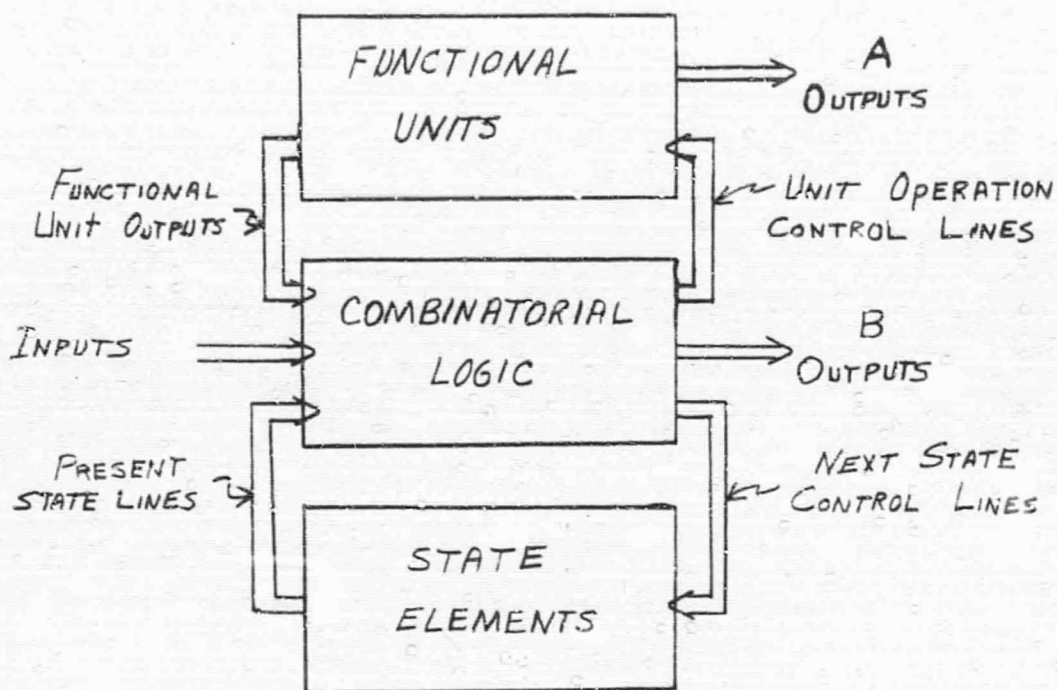 FUNCTIONAL
UNITS
A
OUTPUTS
FUNCTIONAL
UNIT OUTPUTS
UNIT OPERATION
CONTROL LINES
INPUTS
COMBINATORIAL
LOGIC
B
OUTPUTS
PRESENT
STATE LINES
NEXT STATE
CONTROL LINES
STATE
ELEMENTS